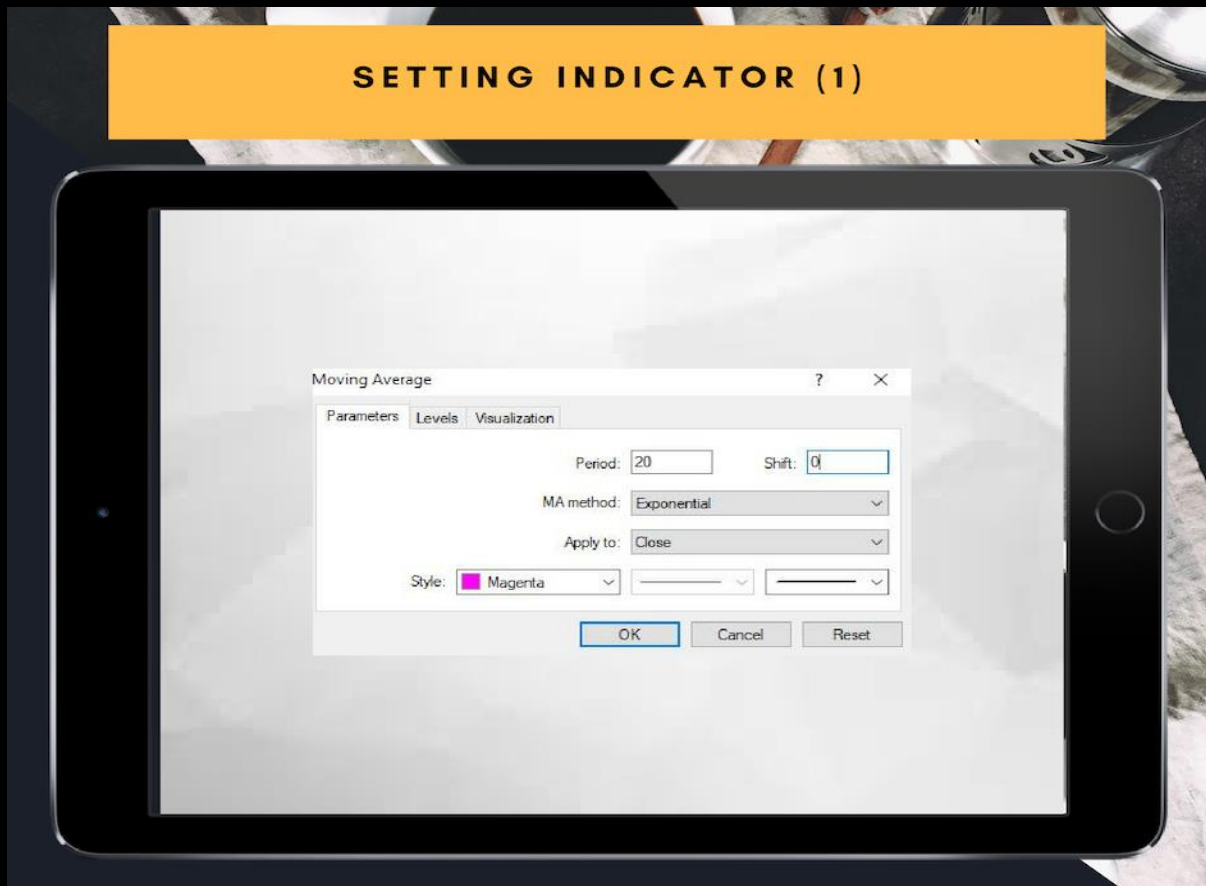 SETTING INDICATOR (1)
Moving Average ?
Parameters Levels Visualization
Period: 20 Shift: 0
MA method: Exponential
Apply to: Close
Style: Magenta
OK Cancel Reset